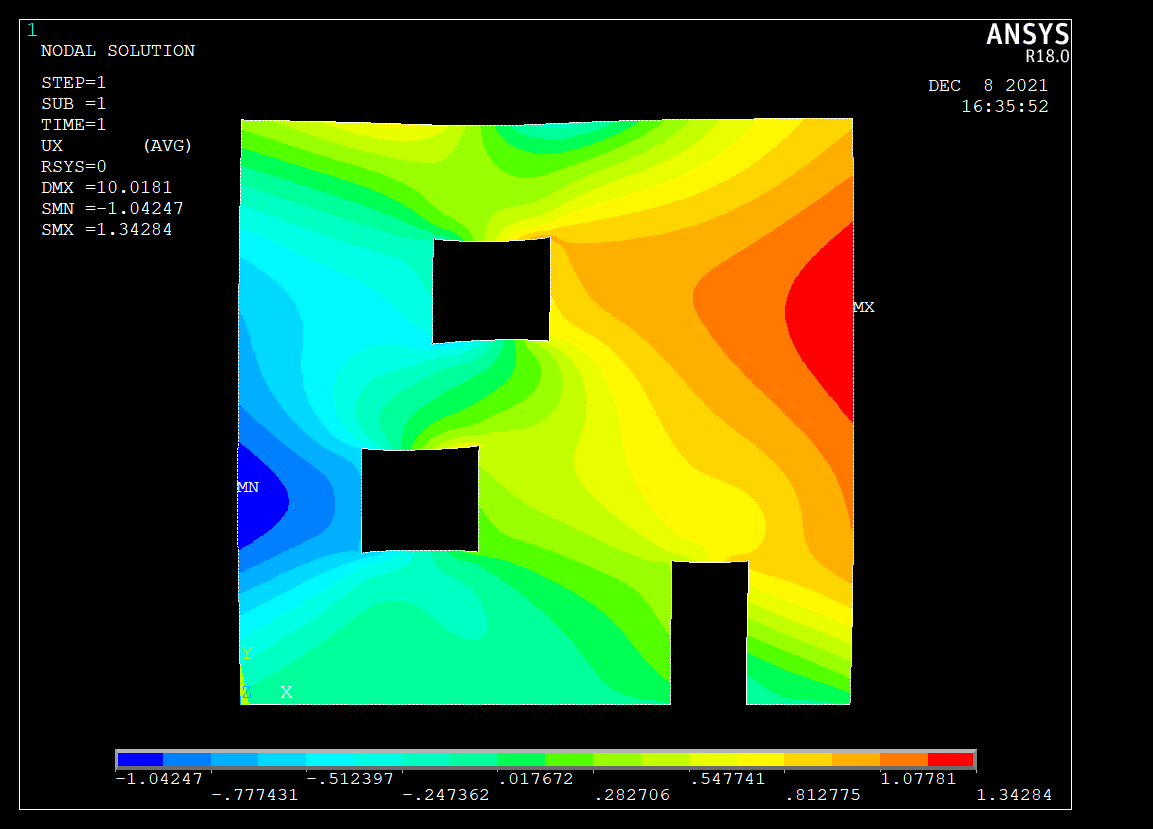 1
ANSYS
R18.0
NODAL SOLUTION
STEP=1
SUB =1
TIME=1
UX (AVG)
RSYS=0
DMX =10.0181
SMN =-1.04247
SMX =1.34284
DEC 8 2021
16:35:52
MX
MN
Y
Z X
-1.04247 -.512397 .017672 .547741 1.07781
-.777431 -.247362 .282706 .812775 1.34284